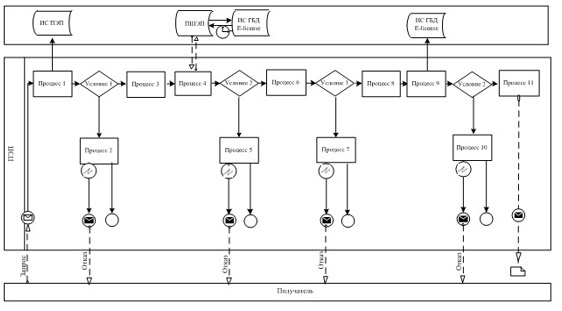 ИС ПЭП
ПШЭП
ИС ГБД
E-license
ИС ГБД
E-license
Процесс 1
Условие 1
Процесс 3
Процесс 4
Условие 2
Процесс 6
Условие 3
Процесс 8
Процесс 9
Условие 2
Процесс 11
Процесс 2
Процесс 5
Процесс 7
Процесс 10
Запрос
Отказ
Отказ
Отказ
Отказ
Получатель